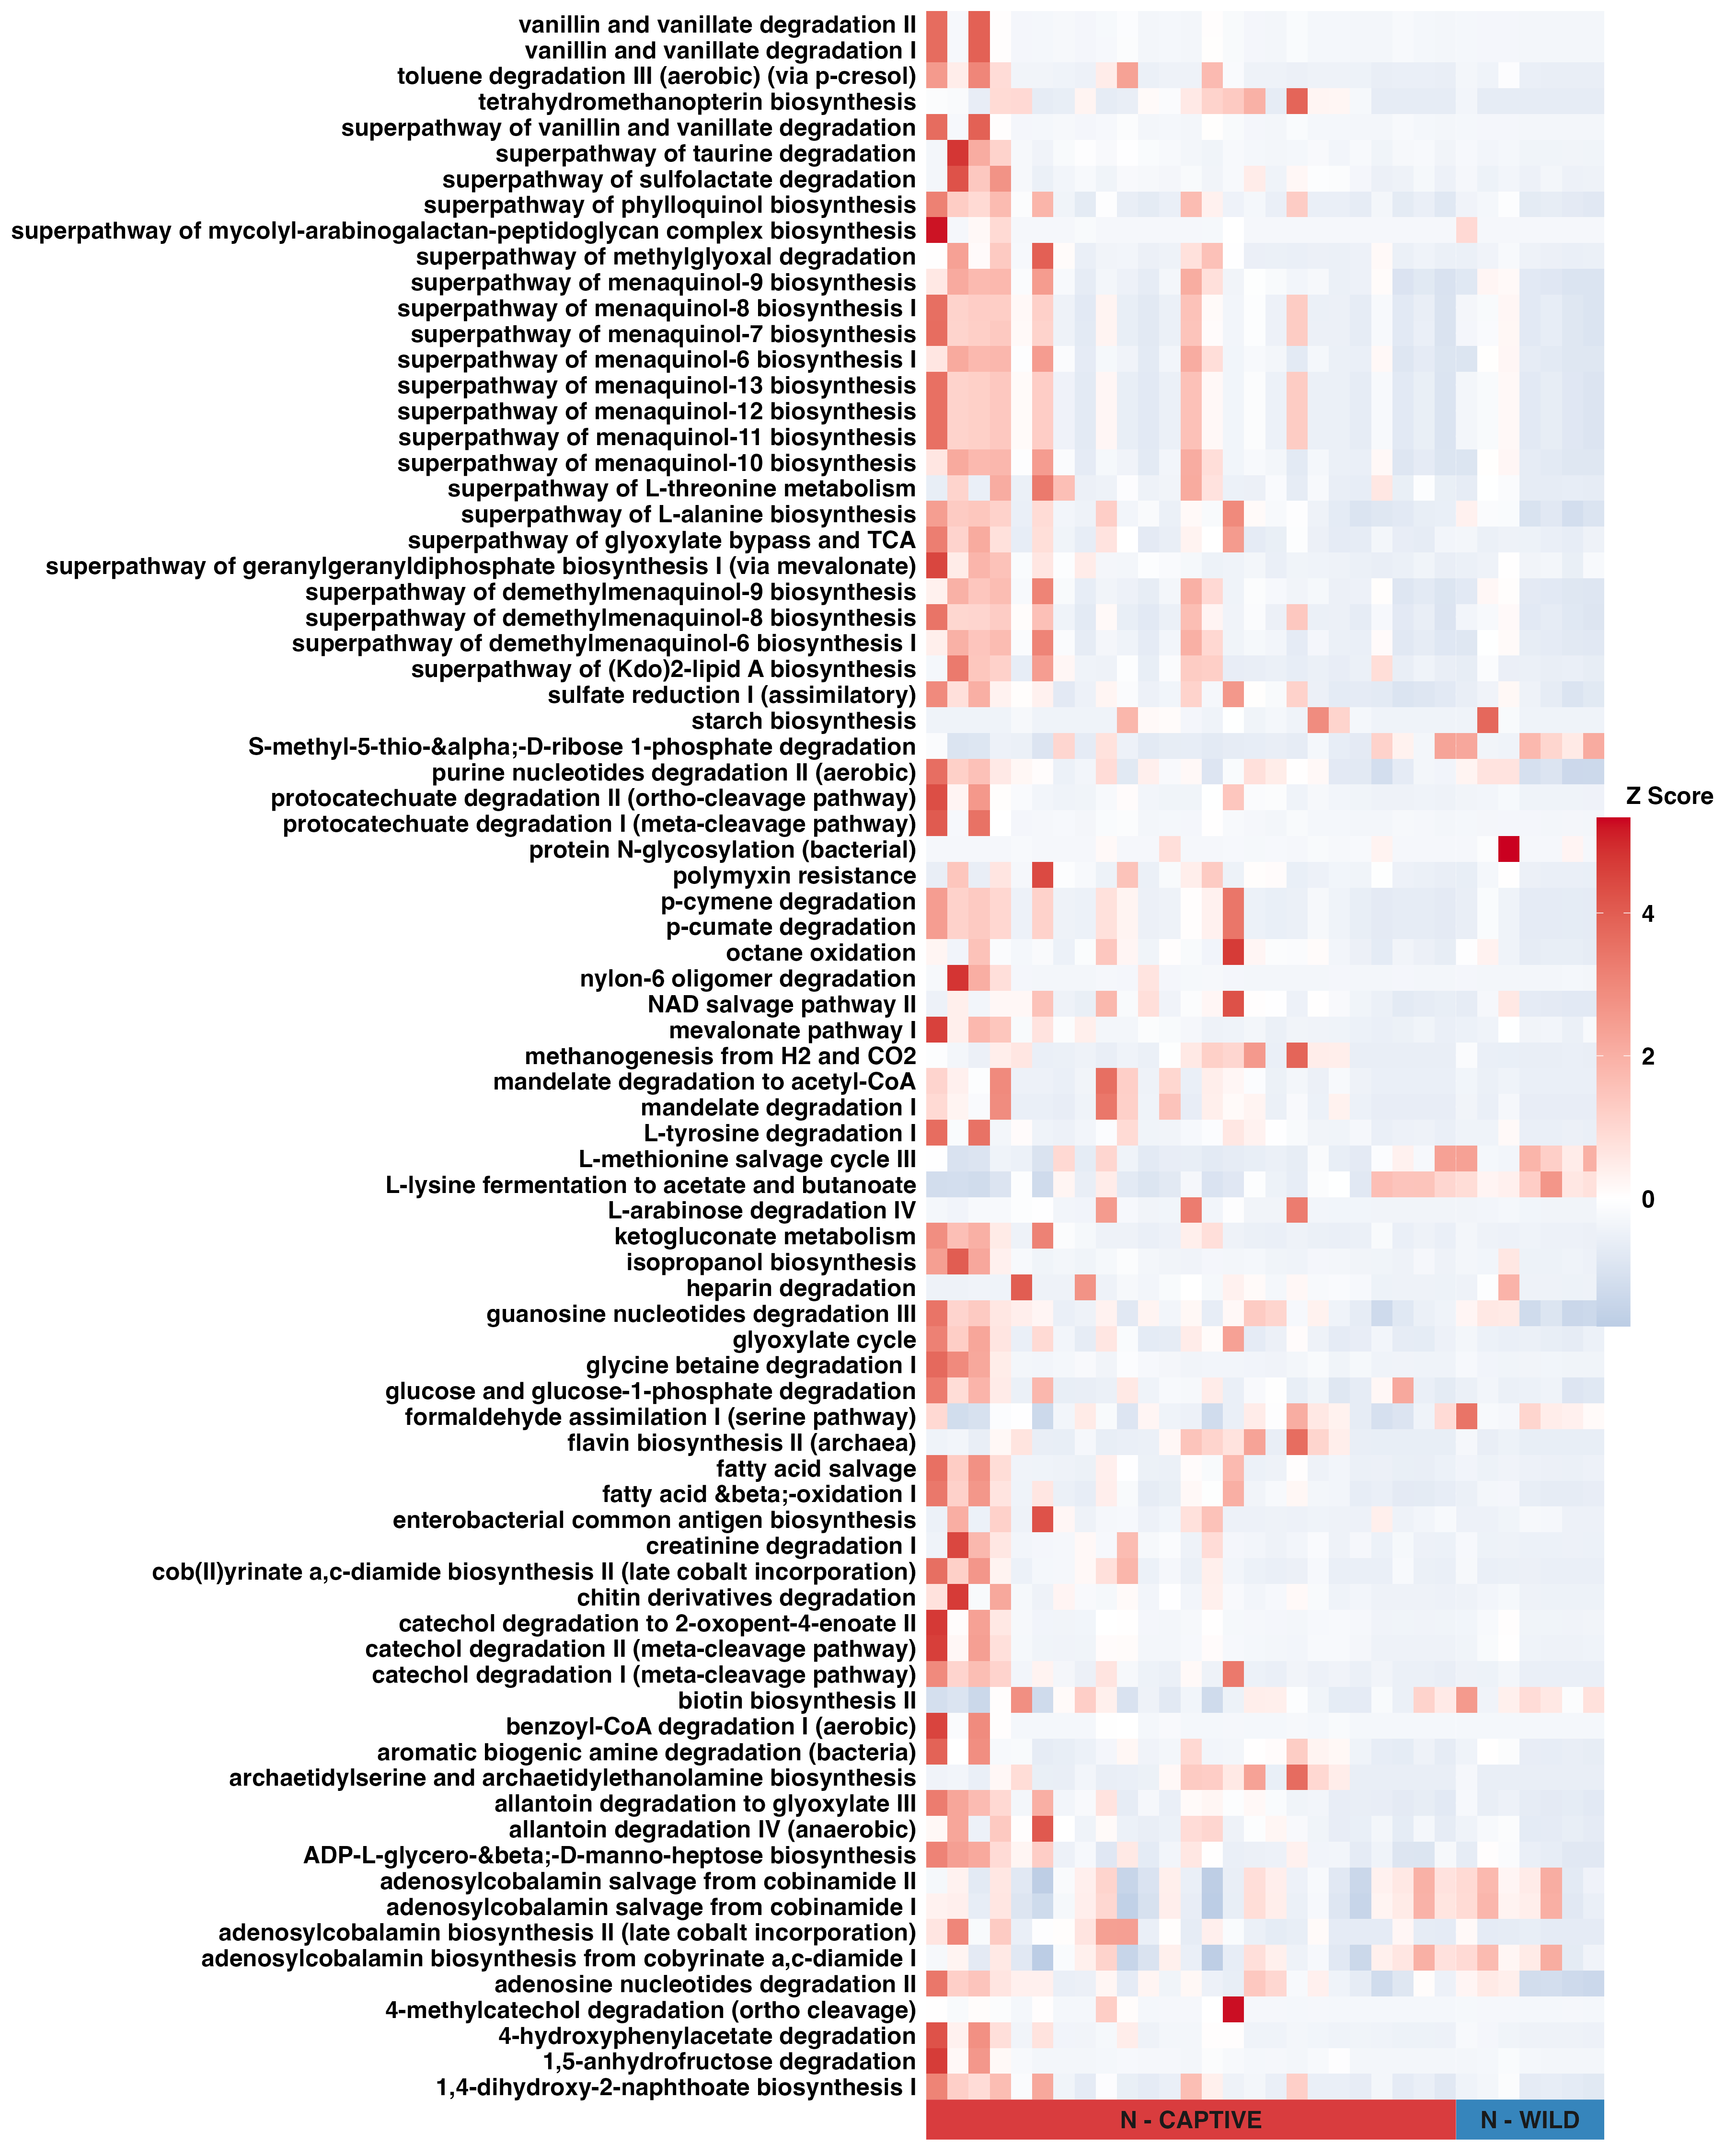 vanillin and vanillate degradation II
vanillin and vanillate degradation I
toluene degradation III (aerobic) (via p-cresol)
tetrahydromethanopterin biosynthesis
superpathway of vanillin and vanillate degradation
superpathway of taurine degradation
superpathway of sulfolactate degradation
superpathway of phylloquinol biosynthesis
superpathway of mycolyl-arabinogalactan-peptidoglycan complex biosynthesis
superpathway of methylglyoxal degradation
superpathway of menaquinol-9 biosynthesis
superpathway of menaquinol-8 biosynthesis I
superpathway of menaquinol-7 biosynthesis
superpathway of menaquinol-6 biosynthesis I
superpathway of menaquinol-13 biosynthesis
superpathway of menaquinol-12 biosynthesis
superpathway of menaquinol-11 biosynthesis
superpathway of menaquinol-10 biosynthesis
superpathway of L-threonine metabolism
superpathway of L-alanine biosynthesis
superpathway of glyoxylate bypass and TCA
superpathway of geranylgeranyldiphosphate biosynthesis I (via mevalonate)
superpathway of demethylmenaquinol-9 biosynthesis
superpathway of demethylmenaquinol-8 biosynthesis
superpathway of demethylmenaquinol-6 biosynthesis I
superpathway of (Kdo)2-lipid A biosynthesis
sulfate reduction I (assimilatory)
starch biosynthesis
S-methyl-5-thio-&alpha;-D-ribose 1-phosphate degradation
purine nucleotides degradation II (aerobic)
protocatechuate degradation II (ortho-cleavage pathway)
protocatechuate degradation I (meta-cleavage pathway)
protein N-glycosylation (bacterial)
polymyxin resistance
p-cymene degradation
p-cumate degradation
octane oxidation
nylon-6 oligomer degradation
NAD salvage pathway II
mevalonate pathway I
methanogenesis from H2 and CO2
mandelate degradation to acetyl-CoA
mandelate degradation I
L-tyrosine degradation I
L-methionine salvage cycle III
L-lysine fermentation to acetate and butanoate
L-arabinose degradation IV
ketogluconate metabolism
isopropanol biosynthesis
heparin degradation
guanosine nucleotides degradation III
glyoxylate cycle
glycine betaine degradation I
glucose and glucose-1-phosphate degradation
formaldehyde assimilation I (serine pathway)
flavin biosynthesis II (archaea)
fatty acid salvage
fatty acid &beta;-oxidation I
enterobacterial common antigen biosynthesis
creatinine degradation I
cob(II)yrinate a,c-diamide biosynthesis II (late cobalt incorporation)
chitin derivatives degradation
catechol degradation to 2-oxopent-4-enoate II
catechol degradation II (meta-cleavage pathway)
catechol degradation I (meta-cleavage pathway)
biotin biosynthesis II
benzoyl-CoA degradation I (aerobic)
aromatic biogenic amine degradation (bacteria)
archaetidylserine and archaetidylethanolamine biosynthesis
allantoin degradation to glyoxylate III
allantoin degradation IV (anaerobic)
ADP-L-glycero-&beta;-D-manno-heptose biosynthesis
adenosylcobalamin salvage from cobinamide II
adenosylcobalamin salvage from cobinamide I
adenosylcobalamin biosynthesis II (late cobalt incorporation)
adenosylcobalamin biosynthesis from cobyrinate a,c-diamide I
adenosine nucleotides degradation II
4-methylcatechol degradation (ortho cleavage)
4-hydroxyphenylacetate degradation
1,5-anhydrofructose degradation
1,4-dihydroxy-2-naphthoate biosynthesis I
N - CAPTIVE
N - WILD
Z Score
4
2
0